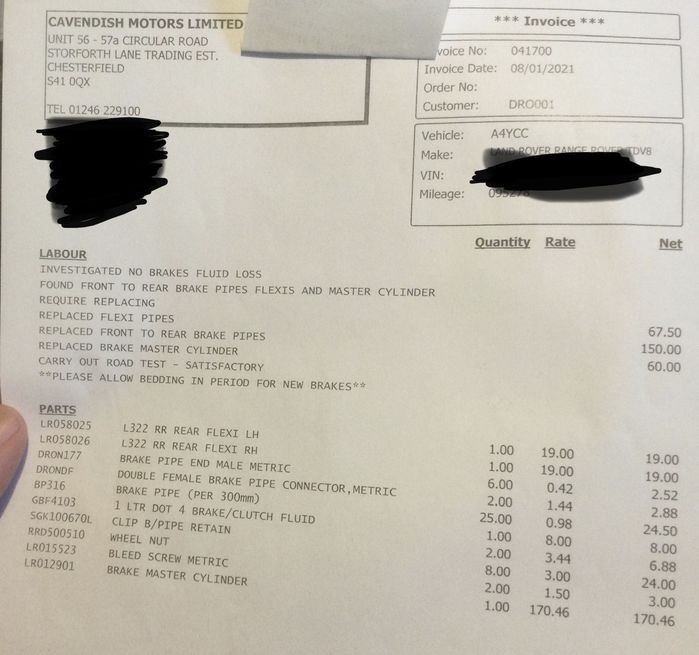 CAVENDISH MOTORS LIMITED
UNIT 56 - 57a CIRCULAR ROAD
STORFORTH LANE TRADING EST.
CHESTERFIELD
S41 0QX
TEL 01246 229100
*** Invoice ***
voice No: 041700
Invoice Date: 08/01/2021
Order No:
Customer: DRO001
Vehicle: A4YCC
Make: LAND ROVER RANGE ROVER TDV8
VIN:
Mileage: 095278
Quantity Rate Net
LABOUR
INVESTIGATED NO BRAKES FLUID LOSS
FOUND FRONT TO REAR BRAKE PIPES FLEXIS AND MASTER CYLINDER
REQUIRE REPLACING
REPLACED FLEXI PIPES 67.50
REPLACED FRONT TO REAR BRAKE PIPES 150.00
REPLACED BRAKE MASTER CYLINDER 60.00
CARRY OUT ROAD TEST - SATISFACTORY
**PLEASE ALLOW BEDDING IN PERIOD FOR NEW BRAKES**
PARTS
LR058025 L322 RR REAR FLEXI LH 1.00 19.00 19.00
LR058026 L322 RR REAR FLEXI RH 1.00 19.00 19.00
DRON177 BRAKE PIPE END MALE METRIC 6.00 0.42 2.52
DRONDF DOUBLE FEMALE BRAKE PIPE CONNECTOR,METRIC 2.00 1.44 2.88
BP316 BRAKE PIPE (PER 300mm) 25.00 0.98 24.50
GBF4103 1 LTR DOT 4 BRAKE/CLUTCH FLUID 1.00 8.00 8.00
SGK100670L CLIP B/PIPE RETAIN 2.00 3.44 6.88
RRD500510 WHEEL NUT 8.00 3.00 24.00
LR015523 BLEED SCREW METRIC 2.00 1.50 3.00
LR012901 BRAKE MASTER CYLINDER 1.00 170.46 170.46